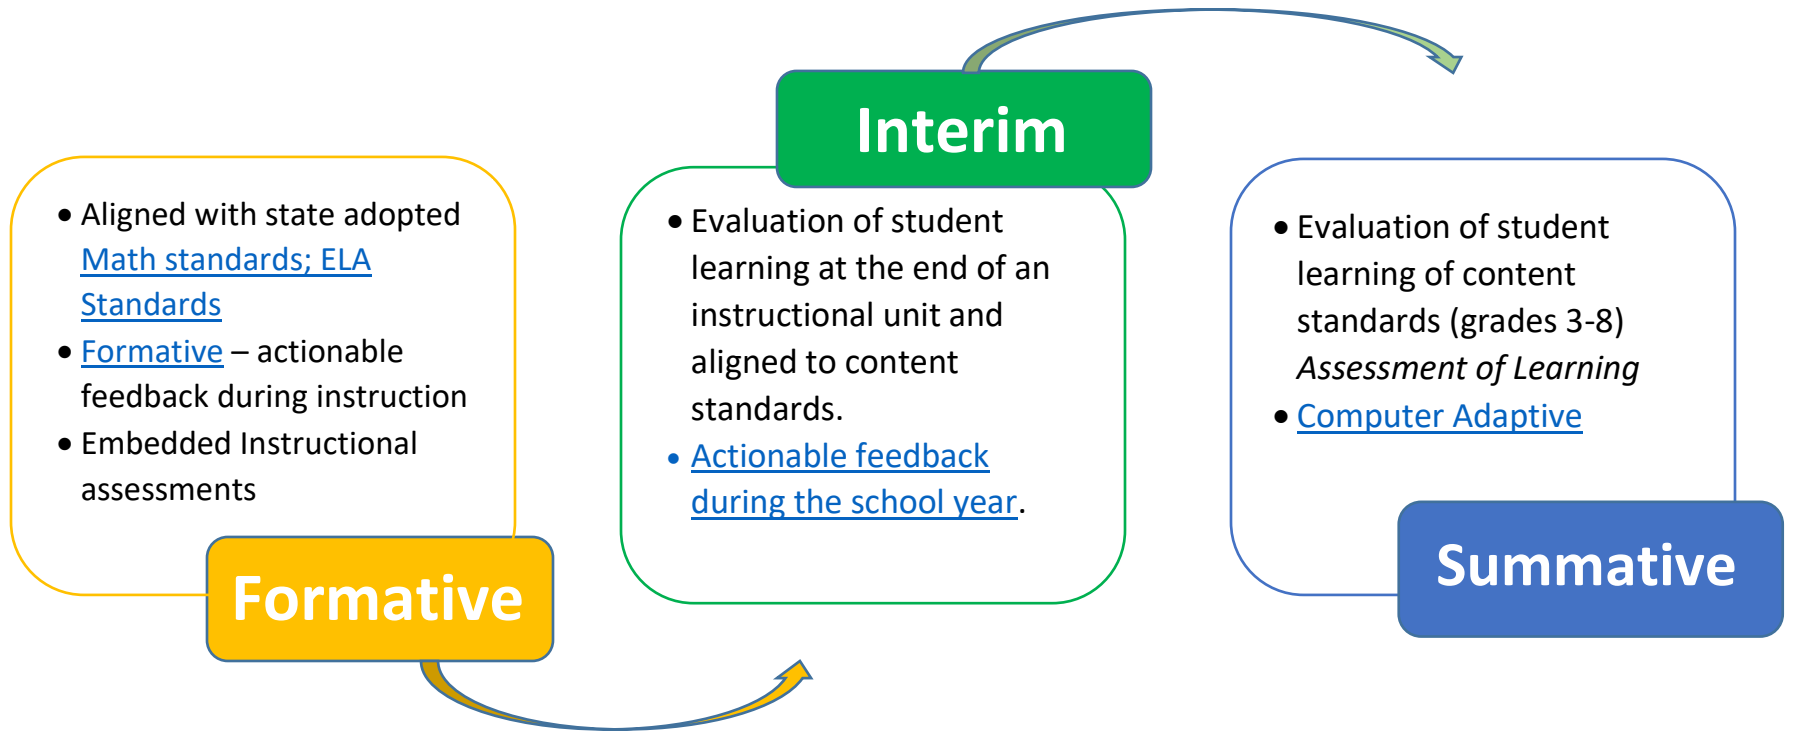 • Aligned with state adopted
Math standards; ELA
Standards
• Formative – actionable
feedback during instruction
• Embedded Instructional
assessments
Formative
Interim
• Evaluation of student
learning at the end of an
instructional unit and
aligned to content
standards.
• Actionable feedback
during the school year.
• Evaluation of student
learning of content
standards (grades 3-8)
Assessment of Learning
• Computer Adaptive
Summative